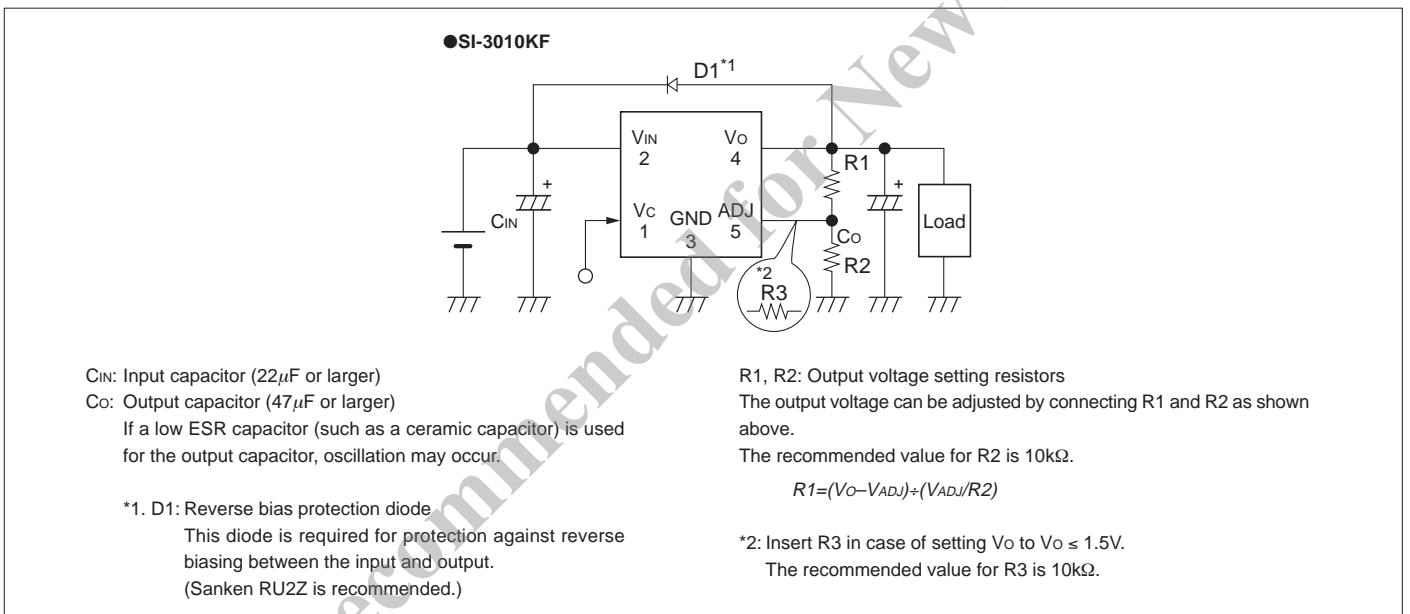 ●SI-3010KF
D1*1
VIN
2
VO
4
R1
+
+
CIN
VC
1
GND
3
ADJ
5
CO
Load
R2
*2
R3
CIN: Input capacitor (22μF or larger)
CO: Output capacitor (47μF or larger)
If a low ESR capacitor (such as a ceramic capacitor) is used
for the output capacitor, oscillation may occur.
*1. D1: Reverse bias protection diode
This diode is required for protection against reverse
biasing between the input and output.
(Sanken RU2Z is recommended.)
R1, R2: Output voltage setting resistors
The output voltage can be adjusted by connecting R1 and R2 as shown
above.
The recommended value for R2 is 10kΩ.
R1=(VO–VADJ)÷(VADJ/R2)
*2: Insert R3 in case of setting VO to VO ≤ 1.5V.
The recommended value for R3 is 10kΩ.
ecommended for New